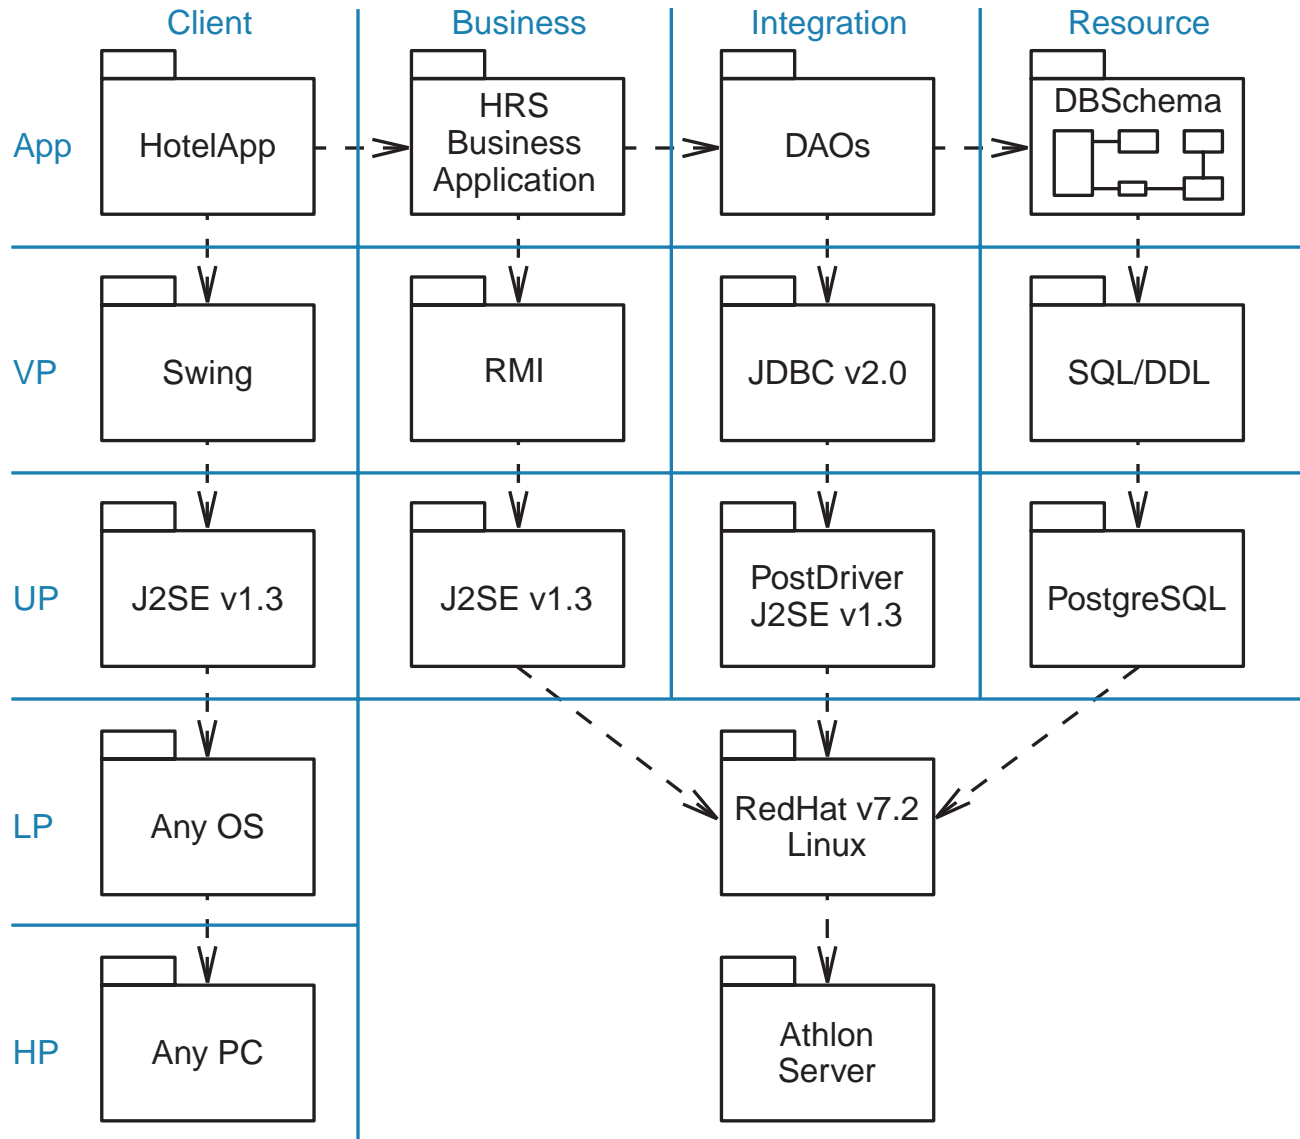 Client
Business
Integration
Resource
App
HotelApp
HRS
Business
Application
DAOs
DBSchema
VP
Swing
RMI
JDBC v2.0
SQL/DDL
UP
J2SE v1.3
J2SE v1.3
PostDriver
J2SE v1.3
PostgreSQL
LP
Any OS
RedHat v7.2
Linux
HP
Any PC
Athlon
Server